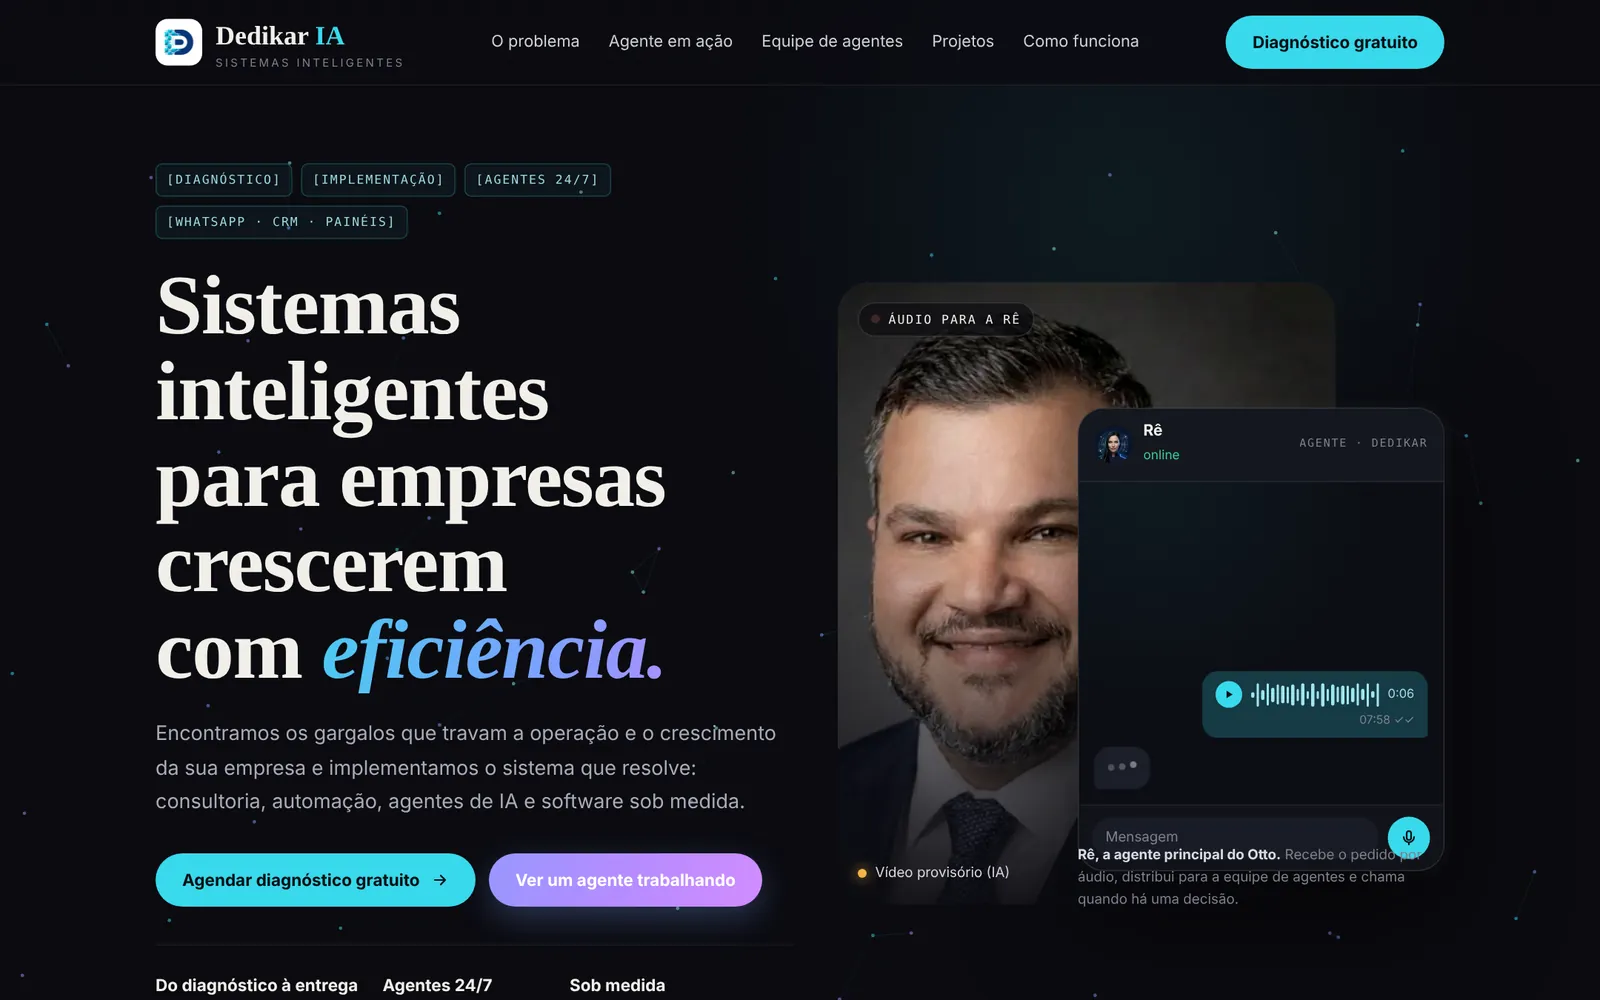 Dedikar IA
SISTEMAS INTELIGENTES
O problema
Agente em ação
Equipe de agentes
Projetos
Como funciona
Diagnóstico gratuito
[DIAGNÓSTICO]
[IMPLEMENTAÇÃO]
[AGENTES 24/7]
[WHATSAPP · CRM · PAINÉIS]
Sistemas
inteligentes
para empresas
crescerem
com eficiência.
Encontramos os gargalos que travam a operação e o crescimento
da sua empresa e implementamos o sistema que resolve:
consultoria, automação, agentes de IA e software sob medida.
Agendar diagnóstico gratuito →
Ver um agente trabalhando
Do diagnóstico à entrega
Agentes 24/7
Sob medida
ÁUDIO PARA A RÊ
Rê
online
AGENTE · DEDIKAR
0:06
07:58 ✓✓
Mensagem
Rê, a agente principal do Otto. Recebe o pedido por
áudio, distribui para a equipe de agentes e chama
quando há uma decisão.
Vídeo provisório (IA)